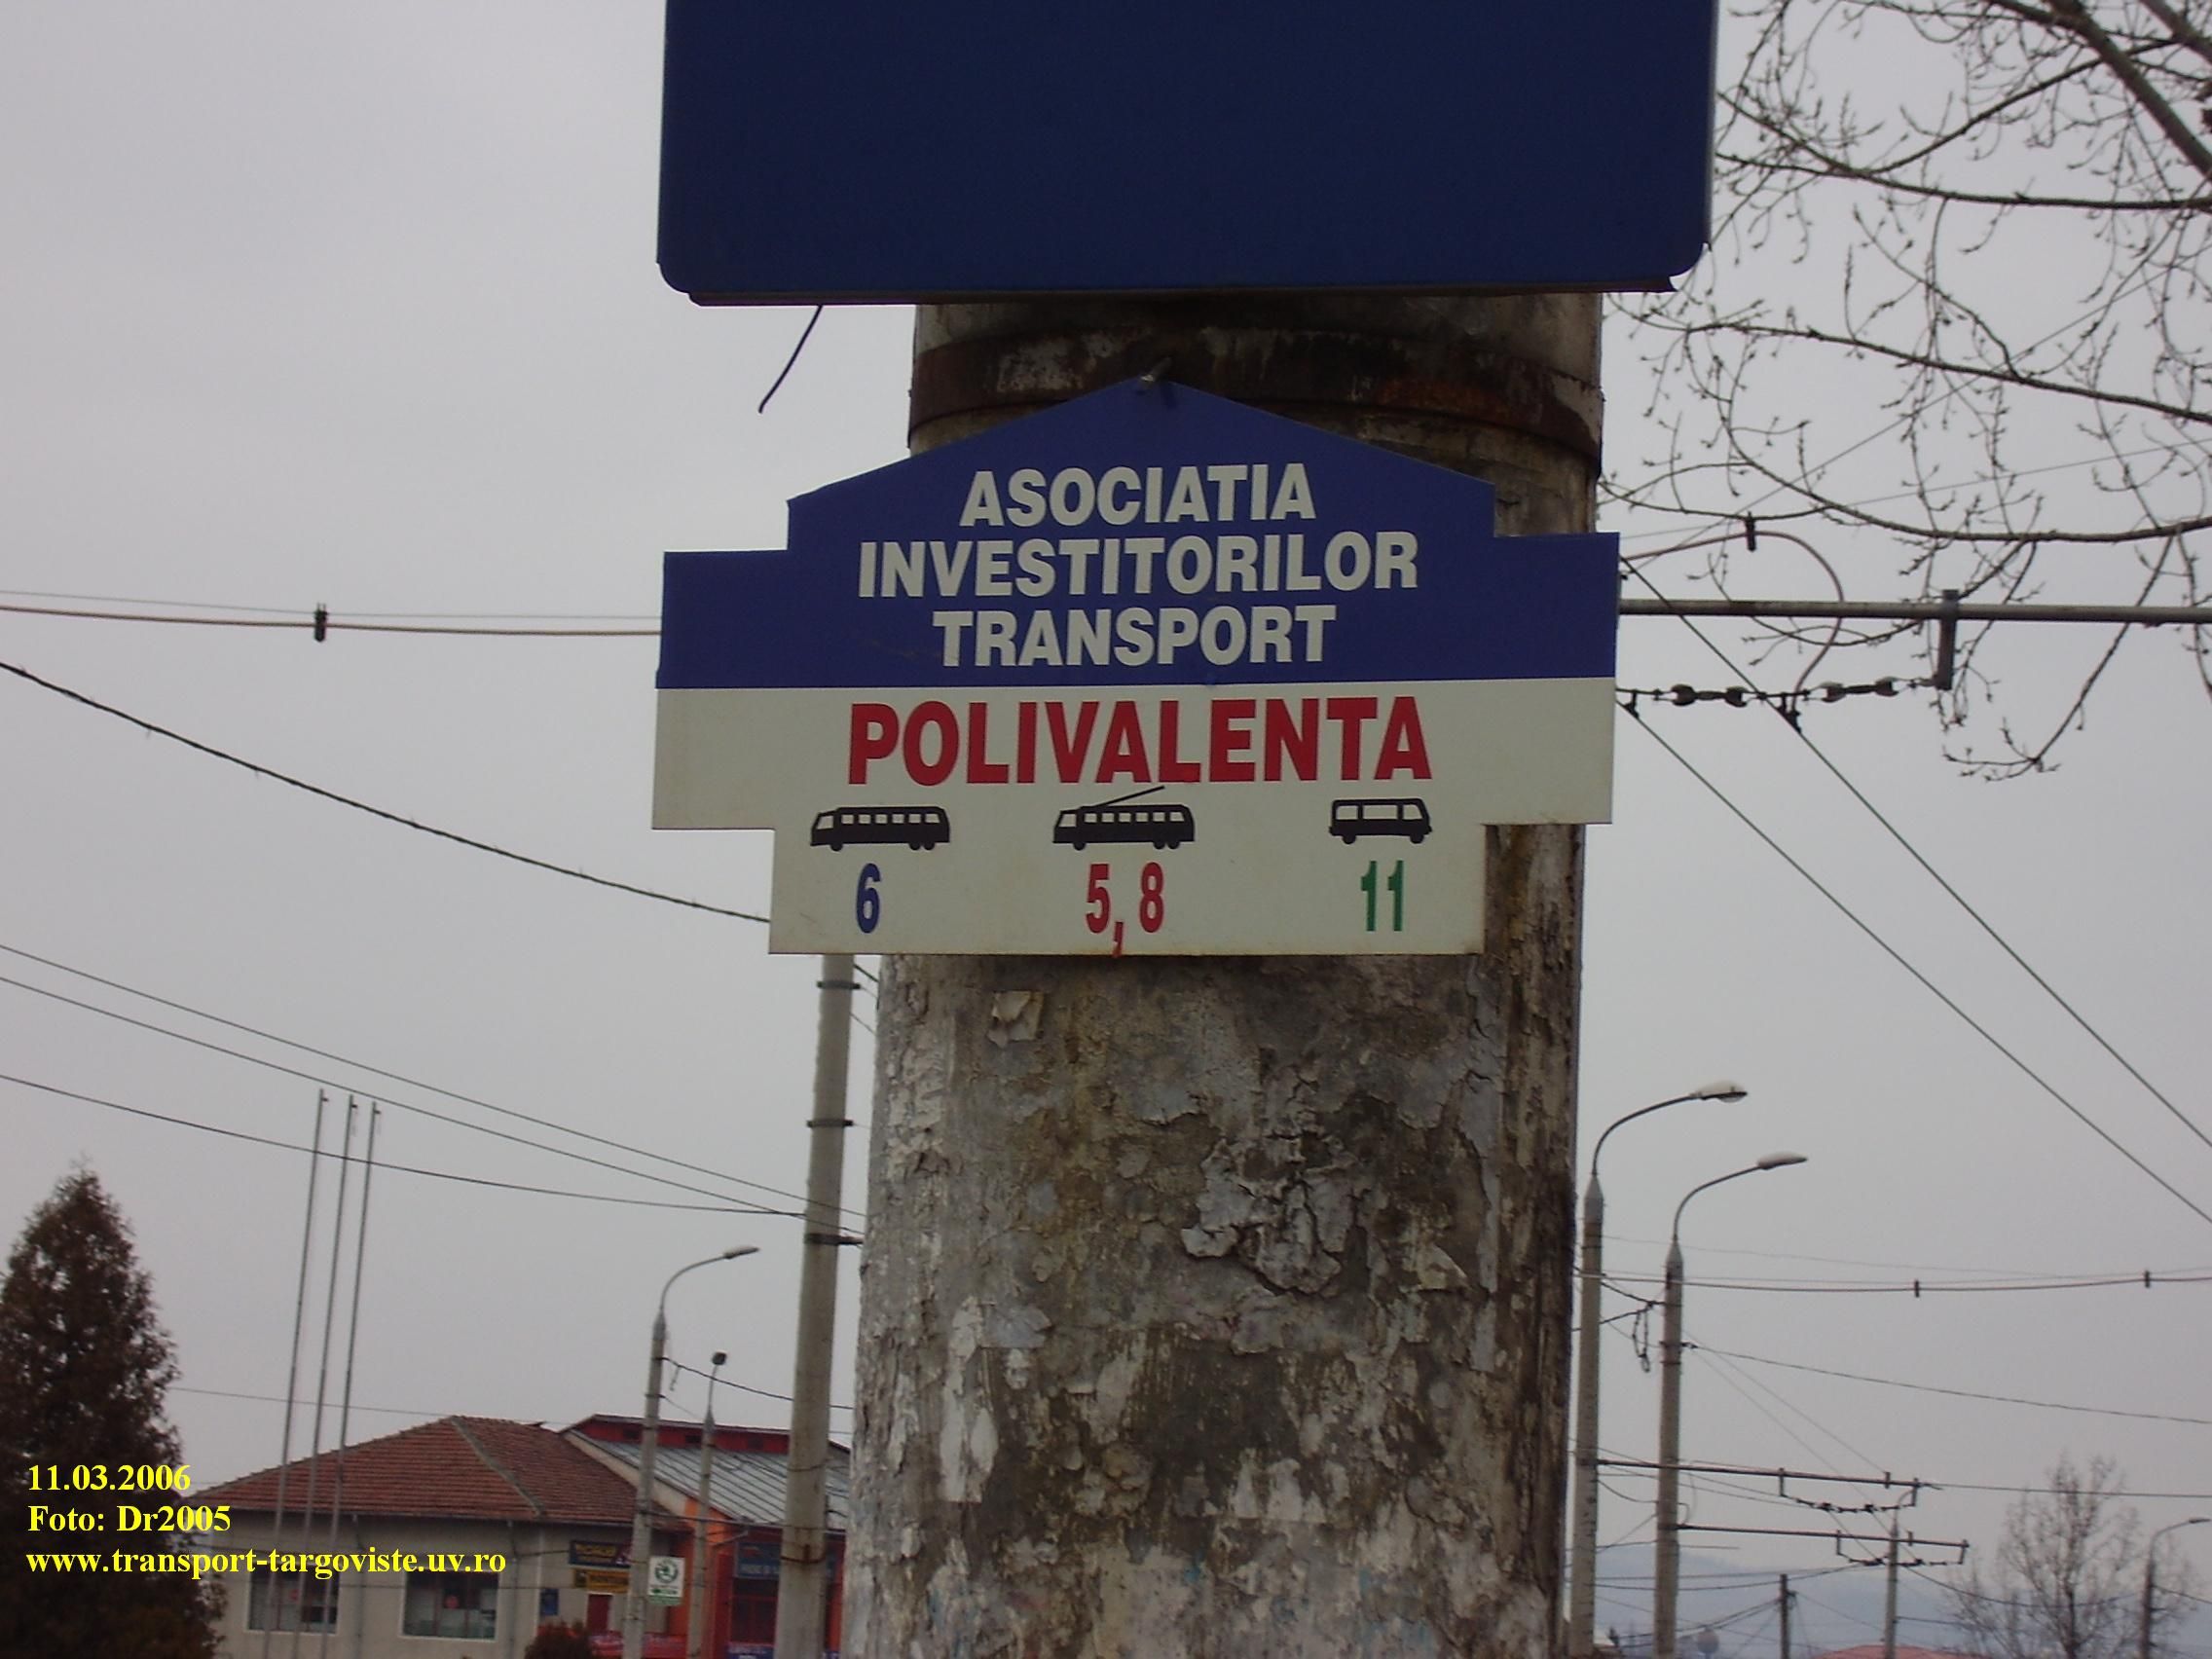 ASOCIATIA
INVESTITORILOR
TRANSPORT
POLIVALENTA
6 5,8 11
11.03.2006
Foto: Dr2005
www.transport-targoviste.uv.ro